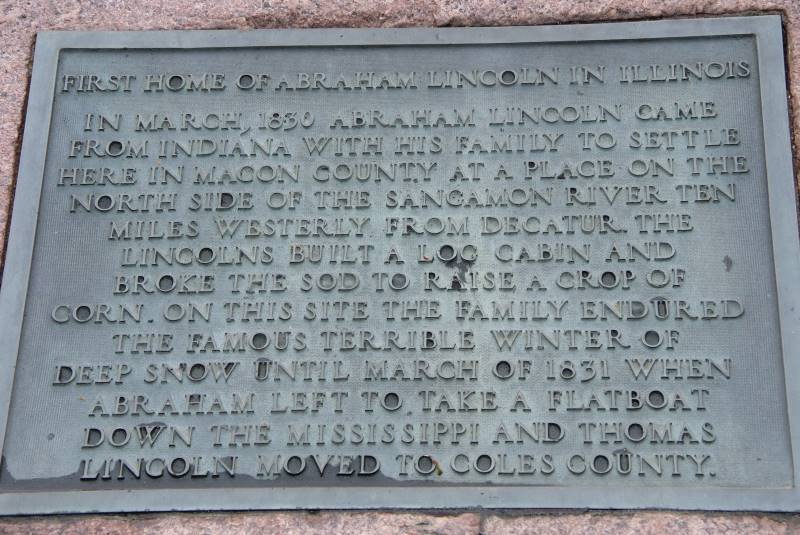 FIRST HOME OF ABRAHAM LINCOLN IN ILLINOIS
IN MARCH, 1830 ABRAHAM LINCOLN CAME
FROM INDIANA WITH HIS FAMILY TO SETTLE
HERE IN MACON COUNTY AT A PLACE ON THE
NORTH SIDE OF THE SANGAMON RIVER TEN
MILES WESTERLY FROM DECATUR. THE
LINCOLNS BUILT A LOG CABIN AND
BROKE THE SOD TO RAISE A CROP OF
CORN. ON THIS SITE THE FAMILY ENDURED
THE FAMOUS TERRIBLE WINTER OF
DEEP SNOW UNTIL MARCH OF 1831 WHEN
ABRAHAM LEFT TO TAKE A FLATBOAT
DOWN THE MISSISSIPPI AND THOMAS
LINCOLN MOVED TO COLES COUNTY.